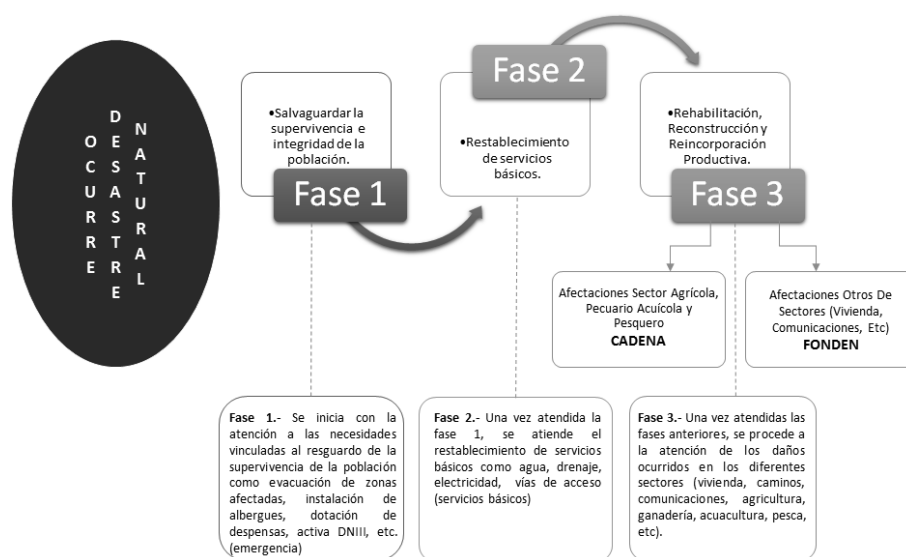 OCURRE
DESASTRE
NATURAL
•Salvaguardar la
supervivencia e
integridad de la
población.
Fase 1
Fase 2
•Restablecimiento
de servicios
básicos.
•Rehabilitación,
Reconstrucción y
Reincorporación
Productiva.
Fase 3
Afectaciones Sector Agrícola,
Pecuario Acuícola y
Pesquero
CADENA
Afectaciones Otros De
Sectores (Vivienda,
Comunicaciones, Etc)
FONDEN
Fase 1.- Se inicia con la
atención a las necesidades
vinculadas al resguardo de la
supervivencia de la población
como evacuación de zonas
afectadas, instalación de
albergues, dotación de
despensas, activa DNIII, etc.
(emergencia)
Fase 2.- Una vez atendida la
fase 1, se atiende el
restablecimiento de servicios
básicos como agua, drenaje,
electricidad, vías de acceso
(servicios básicos)
Fase 3.- Una vez atendidas las
fases anteriores, se procede a
la atención de los daños
ocurridos en los diferentes
sectores (vivienda, caminos,
comunicaciones, agricultura,
ganadería, acuacultura, pesca,
etc).